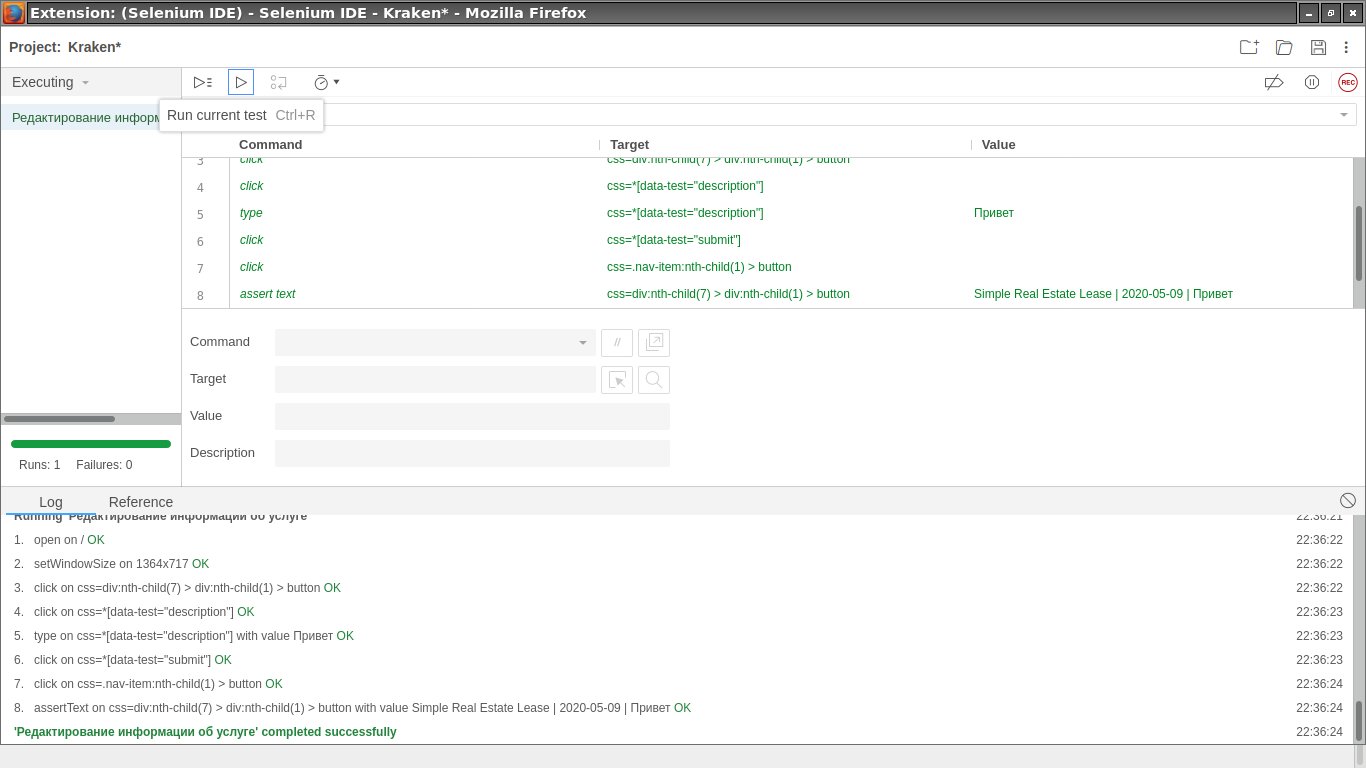 Extension: (Selenium IDE) - Selenium IDE - Kraken* - Mozilla Firefox
Project: Kraken*
Executing
REC
Редактирование информ
Run current test Ctrl+R
Command Target Value
3 click css=div:nth-child(7) > div:nth-child(1) > button
4 click css=*[data-test="description"]
5 type css=*[data-test="description"] Привет
6 click css=*[data-test="submit"]
7 click css=.nav-item:nth-child(1) > button
8 assert text css=div:nth-child(7) > div:nth-child(1) > button Simple Real Estate Lease | 2020-05-09 | Привет
Command //
Target
Value
Description
Runs: 1 Failures: 0
Log Reference
Running 'Редактирование информации об услуге' 22:36:21
1. open on / OK 22:36:22
2. setWindowSize on 1364x717 OK 22:36:22
3. click on css=div:nth-child(7) > div:nth-child(1) > button OK 22:36:22
4. click on css=*[data-test="description"] OK 22:36:23
5. type on css=*[data-test="description"] with value Привет OK 22:36:23
6. click on css=*[data-test="submit"] OK 22:36:23
7. click on css=.nav-item:nth-child(1) > button OK 22:36:24
8. assertText on css=div:nth-child(7) > div:nth-child(1) > button with value Simple Real Estate Lease | 2020-05-09 | Привет OK 22:36:24
'Редактирование информации об услуге' completed successfully 22:36:24